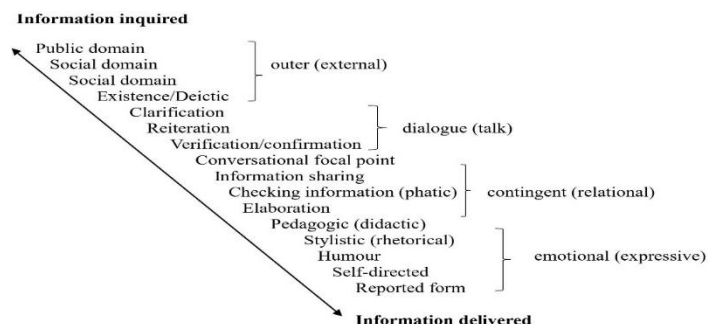 Information inquired
Public domain
Social domain
outer (external)
Social domain
Existence/Deictic
Clarification
Reiteration
dialogue (talk)
Verification/confirmation
Conversational focal point
Information sharing
Checking information (phatic)
contingent (relational)
Elaboration
Pedagogic (didactic)
Stylistic (rhetorical)
Humour
emotional (expressive)
Self-directed
Reported form
Information delivered